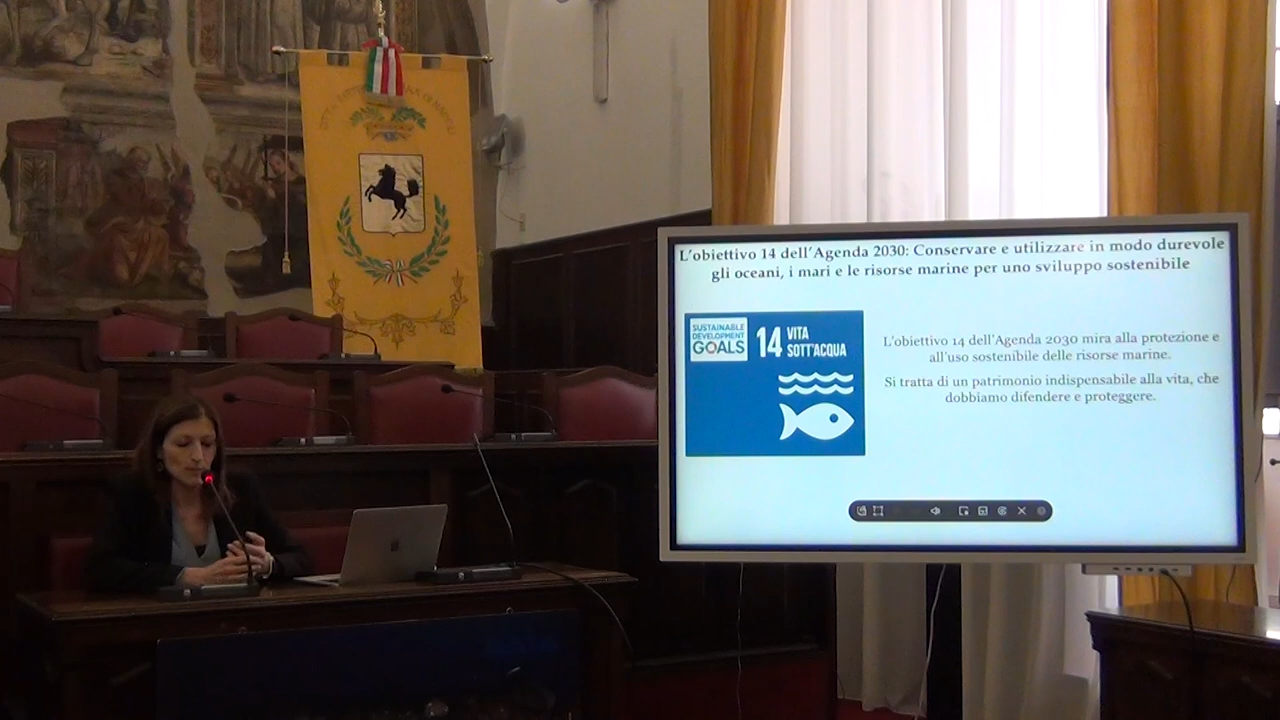 L'obiettivo 14 dell'Agenda 2030: Conservare e utilizzare in modo durevole
gli oceani, i mari e le risorse marine per uno sviluppo sostenibile
SUSTAINABLE
DEVELOPMENT
GOALS
14 VITA
SOTT'ACQUA
L'obiettivo 14 dell'Agenda 2030 mira alla protezione e
all'uso sostenibile delle risorse marine.
Si tratta di un patrimonio indispensabile alla vita, che
dobbiamo difendere e proteggere.